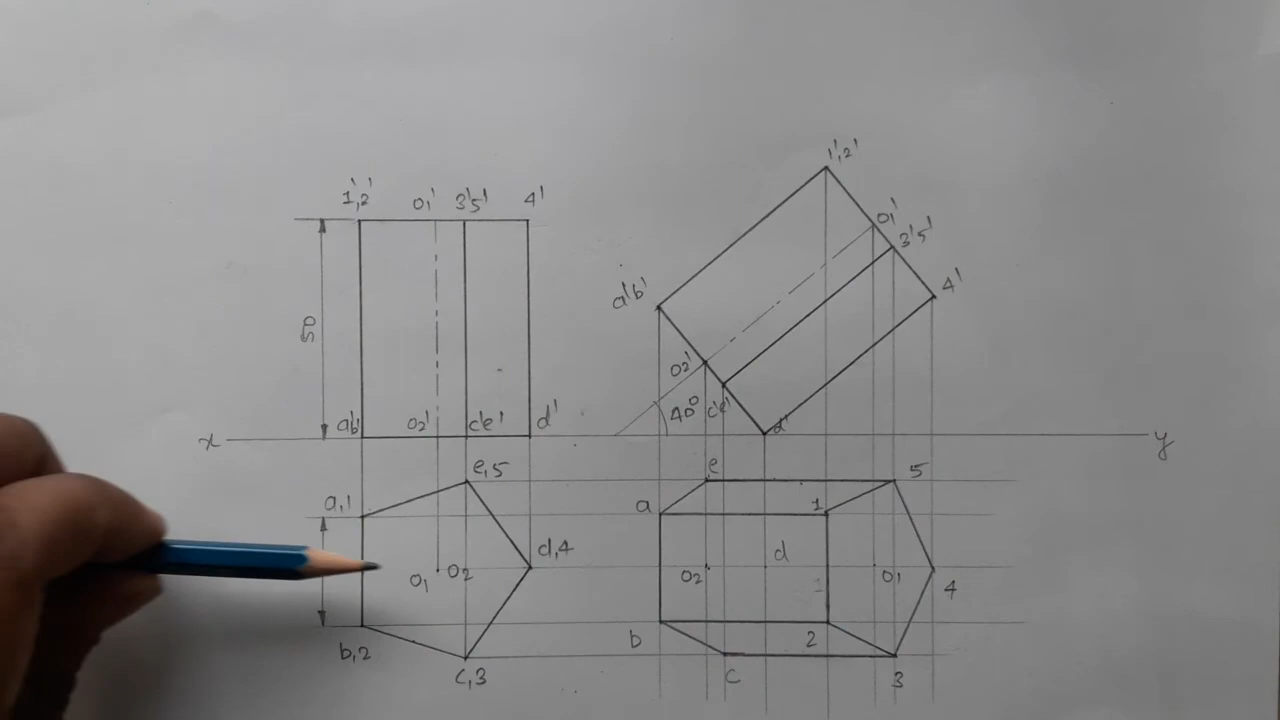 1',2' o₁' 3'5' 4'
50
a'b' o₂' c'e' d'
x y
a,1 e,5
o₁ o₂ d,4
b,2 c,3
1',2'
o₁'
3'5'
4'
a'b'
o₂'
40° c'e' d'
e 5
a 1
d
o₂ 1 o₁ 4
b 2
c 3